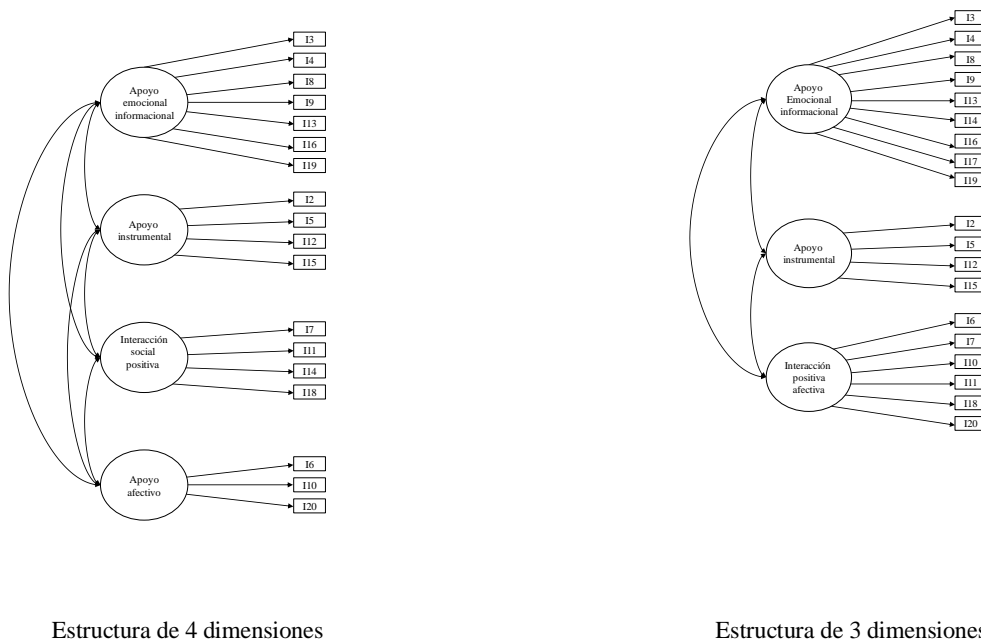 Apoyo
emocional
informacional
I3
I4
I8
I9
I13
I16
I19
Apoyo
instrumental
I2
I5
I12
I15
Interacción
social
positiva
I7
I11
I14
I18
Apoyo
afectivo
I6
I10
I20
Estructura de 4 dimensiones
Apoyo
Emocional
informacional
I3
I4
I8
I9
I13
I14
I16
I17
I19
Apoyo
instrumental
I2
I5
I12
I15
Interacción
positiva
afectiva
I6
I7
I10
I11
I18
I20
Estructura de 3 dimensiones